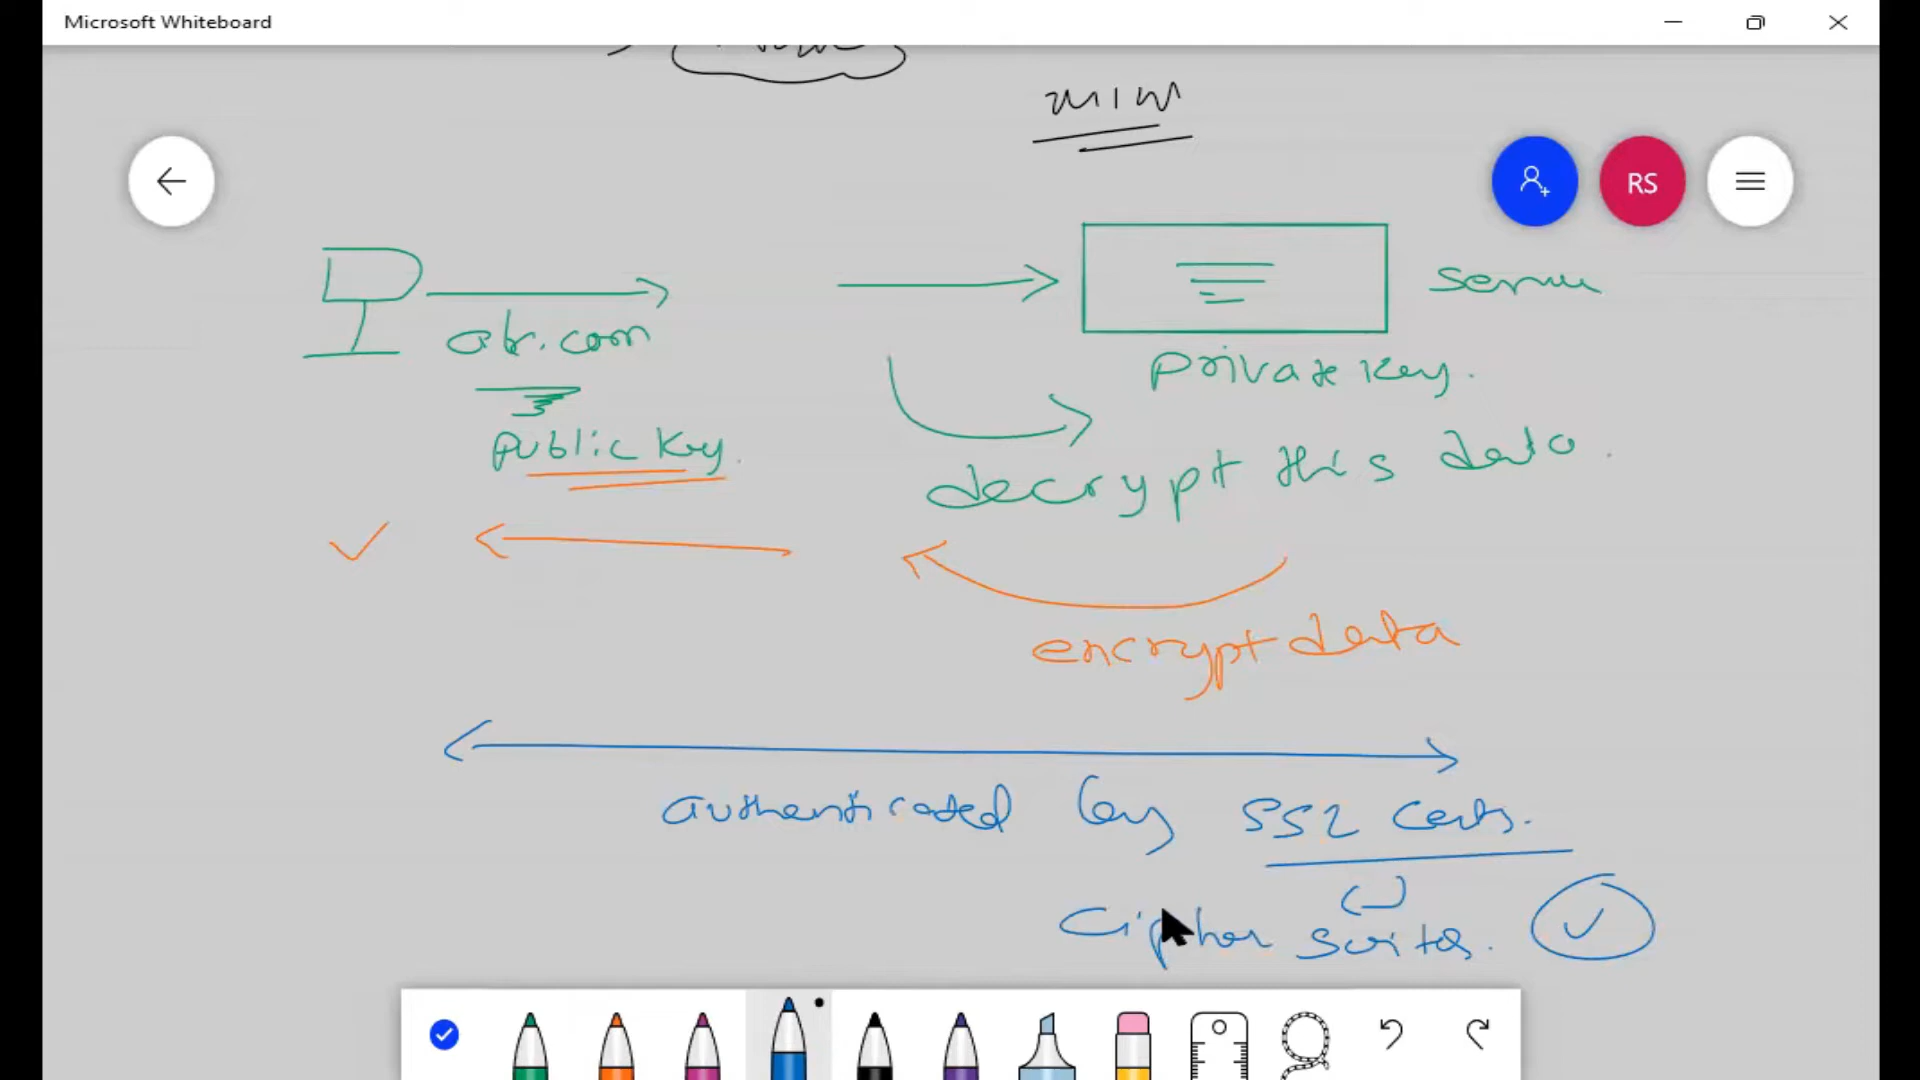 Microsoft Whiteboard
MIM
RS
server
abc.com
private key.
public key.
decrypt this data.
encrypt data
authenticated by SSL certs.
cipher suites.